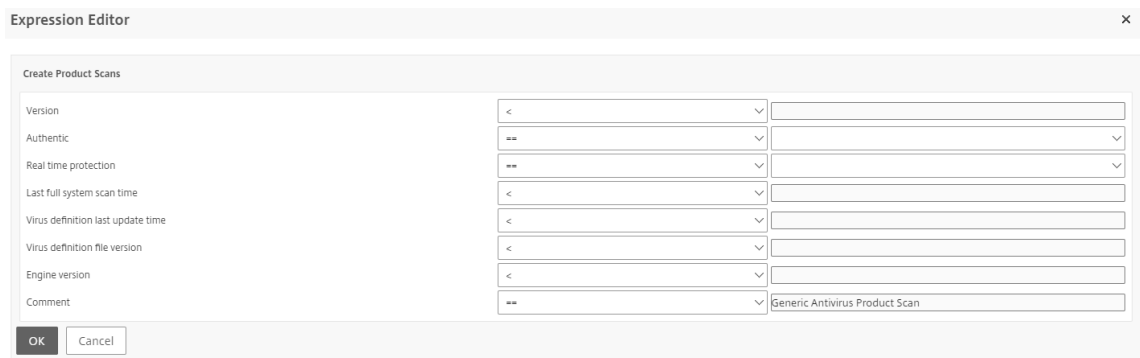 Expression Editor ×
Create Product Scans
Version <
Authentic ==
Real time protection ==
Last full system scan time <
Virus definition last update time <
Virus definition file version <
Engine version <
Comment == Generic Antivirus Product Scan
OK Cancel